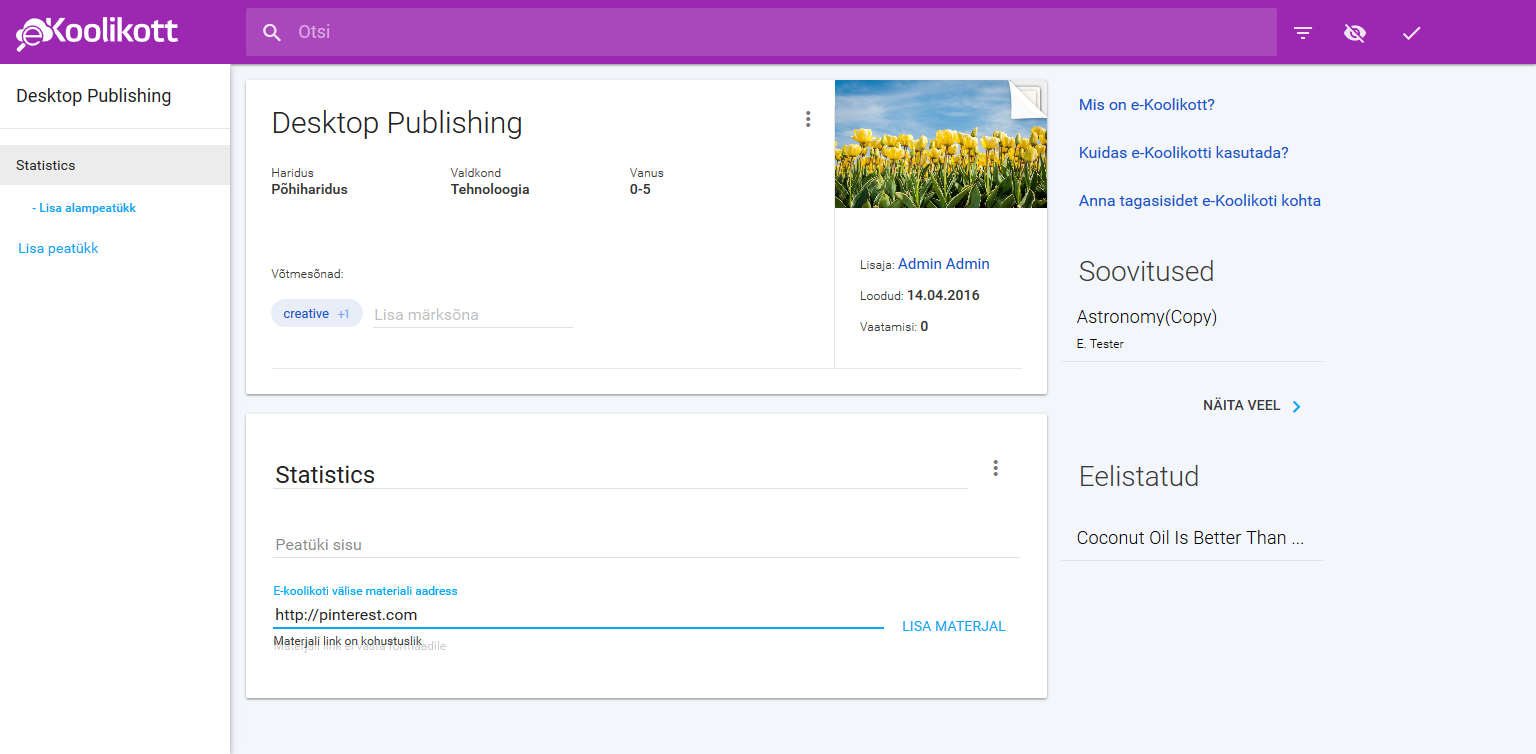 eKoolikott
Otsi
Desktop Publishing
Statistics
- Lisa alampeatükk
Lisa peatükk
Desktop Publishing
Haridus
Põhiharidus
Valdkond
Tehnoloogia
Vanus
0-5
Võtmesõnad:
creative +1
Lisa märksõna
Lisaja: Admin Admin
Loodud: 14.04.2016
Vaatamisi: 0
Statistics
Peatüki sisu
E-koolikoti välise materiali aadress
http://pinterest.com
LISA MATERJAL
Materjali link on kohustuslik
Materjali link ei vasta formaadile
Mis on e-Koolikott?
Kuidas e-Koolikotti kasutada?
Anna tagasisidet e-Koolikoti kohta
Soovitused
Astronomy(Copy)
E. Tester
NÄITA VEEL
Eelistatud
Coconut Oil Is Better Than ...